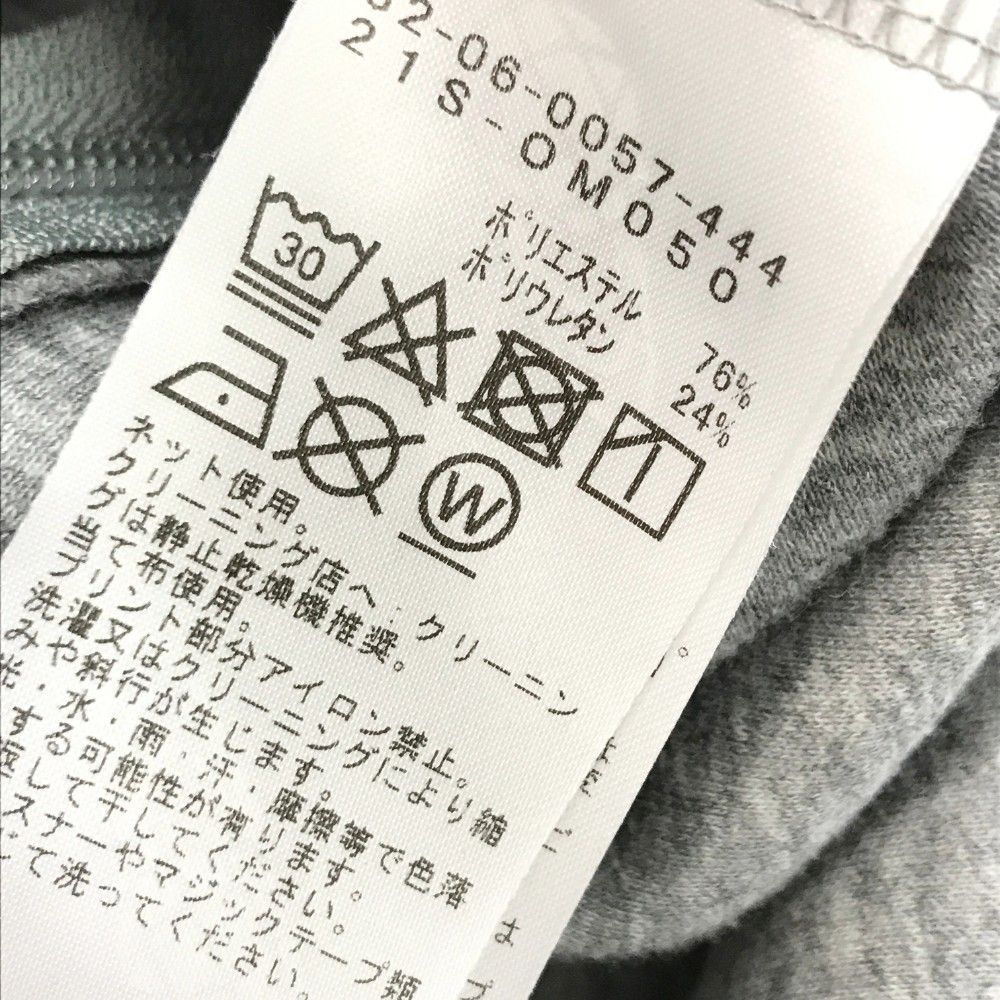 2-06-0057-444
21S-OM050
ポリエステル 76%
ポリウレタン 24%
30
W
ネット使用。
クリーニング店へ:クリーニン
グは静止乾燥機推奨。
当て布使用。
プリント部分アイロン禁止。
洗濯又はクリーニングにより縮
みや斜行が生じます。
光・水・雨・汗・摩擦等で色落
する可能性が有ります。
返して干してください。
スナーやマジックテープ類
て洗ってください。